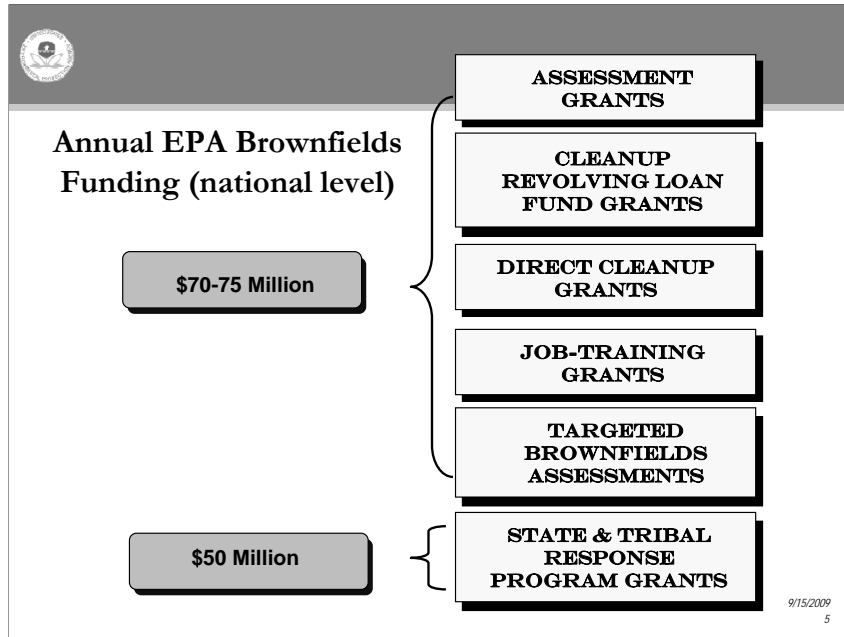 Annual EPA Brownfields
Funding (national level)
$70-75 Million
ASSESSMENT
GRANTS
CLEANUP
REVOLVING LOAN
FUND GRANTS
DIRECT CLEANUP
GRANTS
JOB-TRAINING
GRANTS
TARGETED
BROWNFIELDS
ASSESSMENTS
$50 Million
STATE & TRIBAL
RESPONSE
PROGRAM GRANTS
9/15/2009
5